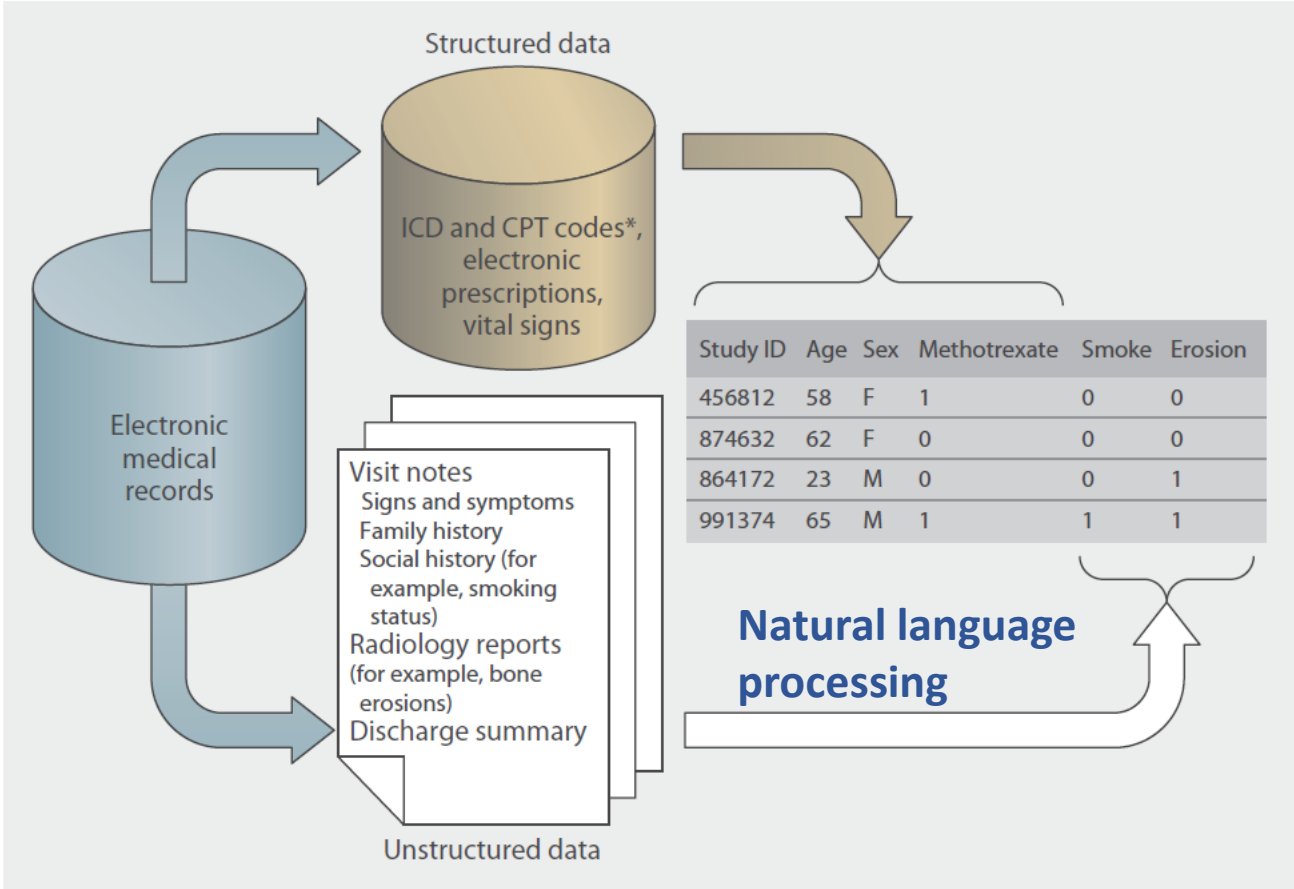 Structured data
ICD and CPT codes*,
electronic
prescriptions,
vital signs
Electronic
medical
records
Visit notes
Signs and symptoms
Family history
Social history (for
example, smoking
status)
Radiology reports
(for example, bone
erosions)
Discharge summary
Unstructured data
Study ID Age Sex Methotrexate Smoke Erosion
456812 58 F 1 0 0
874632 62 F 0 0 0
864172 23 M 0 0 1
991374 65 M 1 1 1
Natural language
processing